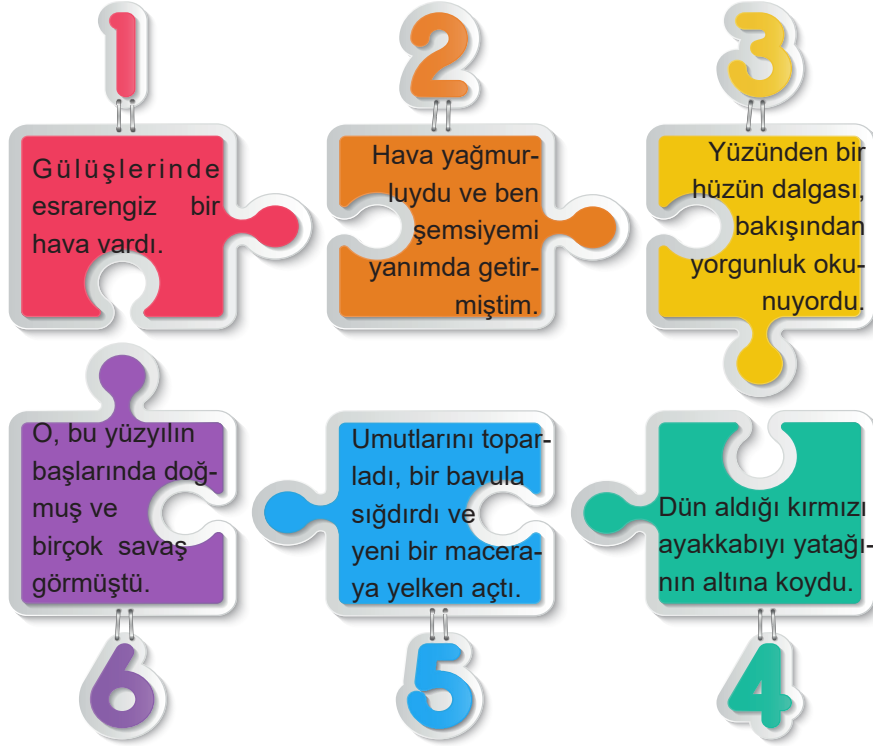 1
Gülüşlerinde
esrarengiz bir
hava vardı.
2
Hava yağmur-
luydu ve ben
şemsiyemi
yanımda getir-
miştim.
3
Yüzünden bir
hüzün dalgası,
bakışından
yorgunluk oku-
nuyordu.
O, bu yüzyılın
başlarında doğ-
muş ve
birçok savaş
görmüştü.
6
Umutlarını topar-
ladı, bir bavula
sığdırdı ve
yeni bir macera-
ya yelken açtı.
5
Dün aldığı kırmızı
ayakkabıyı yatağı-
nın altına koydu.
4